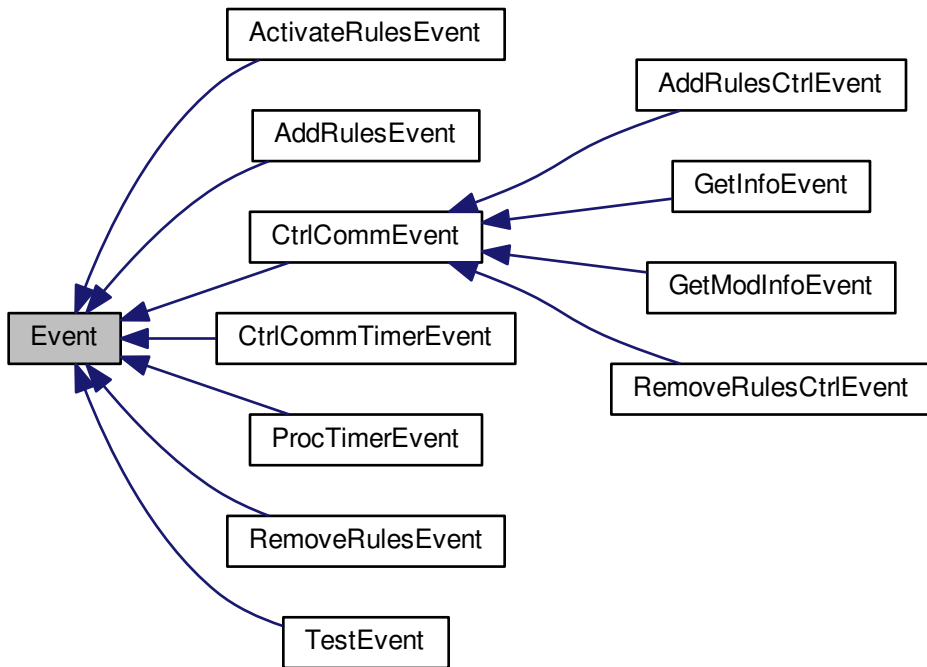 ActivateRulesEvent
AddRulesEvent
CtrlCommEvent
CtrlCommTimerEvent
ProcTimerEvent
RemoveRulesEvent
TestEvent
Event
AddRulesCtrlEvent
GetInfoEvent
GetModInfoEvent
RemoveRulesCtrlEvent